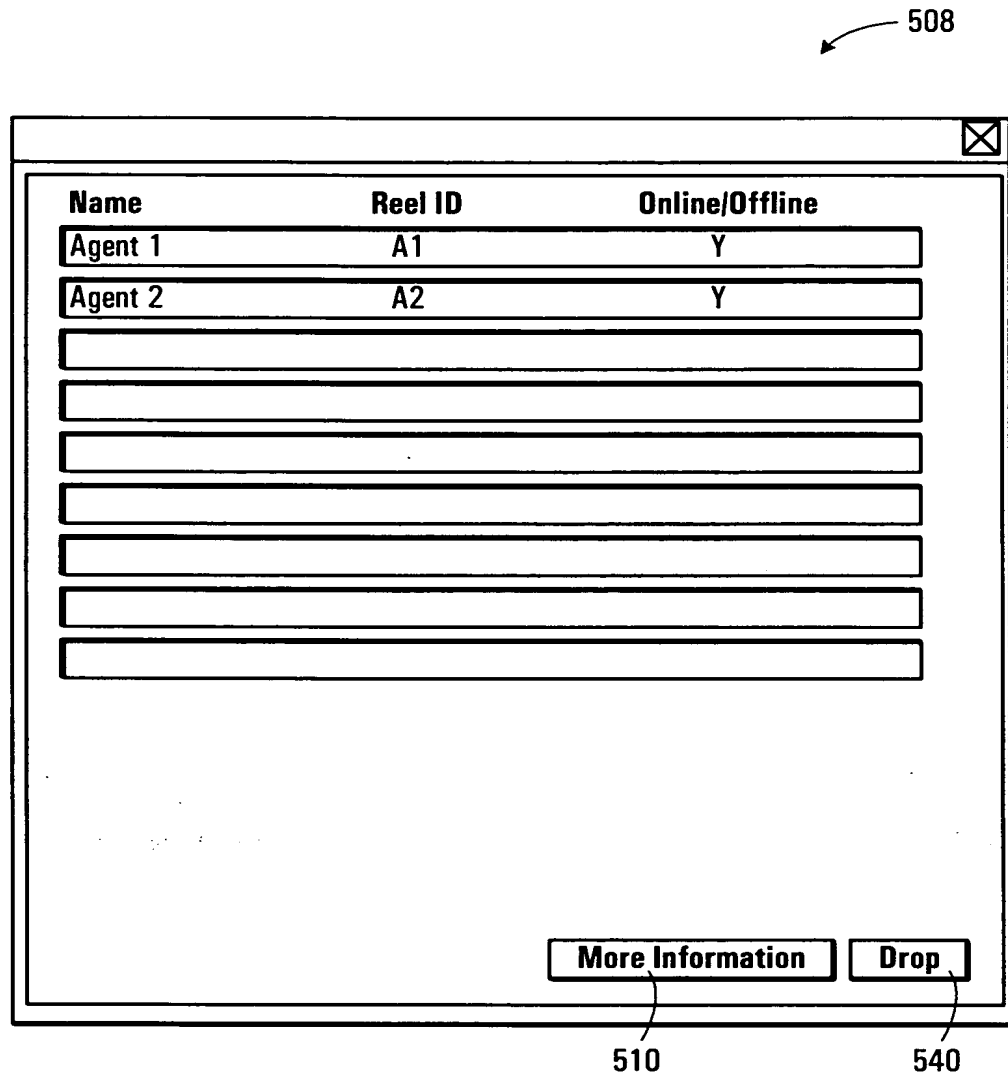 508
Name Reel ID Online/Offline
Agent 1 A1 Y
Agent 2 A2 Y
More Information Drop
510 540